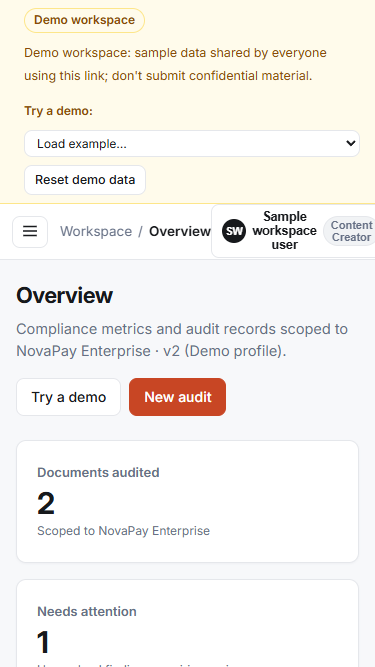 Demo workspace
Demo workspace: sample data shared by everyone
using this link; don't submit confidential material.
Try a demo:
Load example...
Reset demo data
Workspace / Overview
SW
Sample
workspace
user
Content
Creator
Overview
Compliance metrics and audit records scoped to
NovaPay Enterprise · v2 (Demo profile).
Try a demo
New audit
Documents audited
2
Scoped to NovaPay Enterprise
Needs attention
1